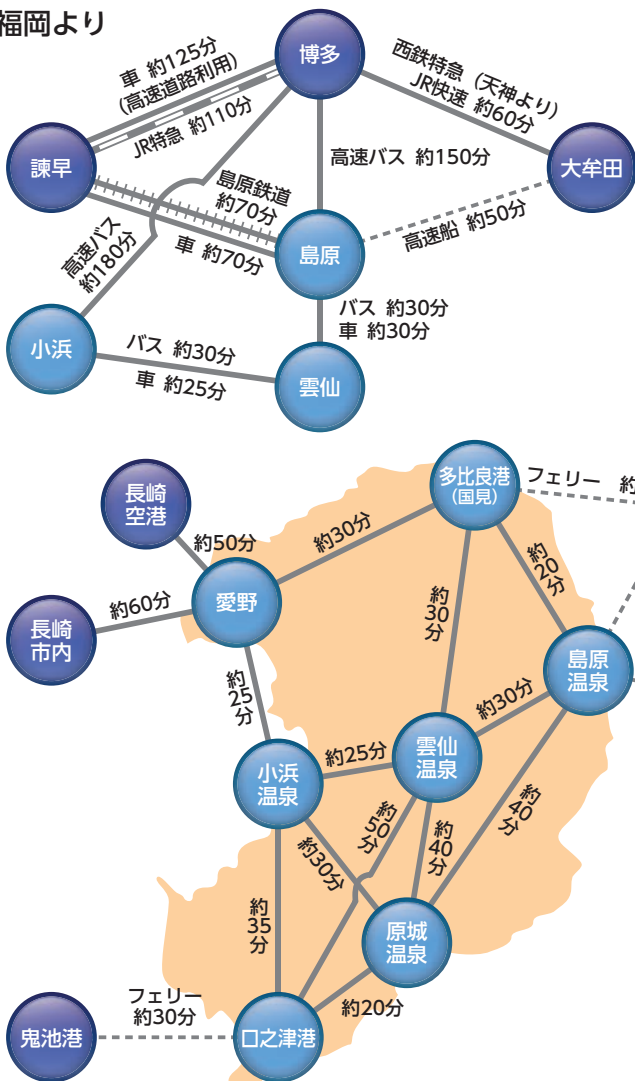 福岡より
博多
車 約125分
(高速道路利用)
JR特急 約110分
西鉄特急 (天神より)
JR快速 約60分
諫早
大牟田
高速バス 約150分
島原鉄道
約70分
車 約70分
高速船 約50分
島原
高速バス
約180分
バス 約30分
車 約30分
小浜
バス 約30分
車 約25分
雲仙
多比良港
(国見)
フェリー 約
長崎
空港
約50分
約30分
約20分
約30分
愛野
約60分
長崎
市内
島原
温泉
約25分
約30分
雲仙
温泉
約25分
小浜
温泉
約50分
約40分
約40分
約30分
約35分
原城
温泉
フェリー
約30分
約20分
鬼池港
口之津港